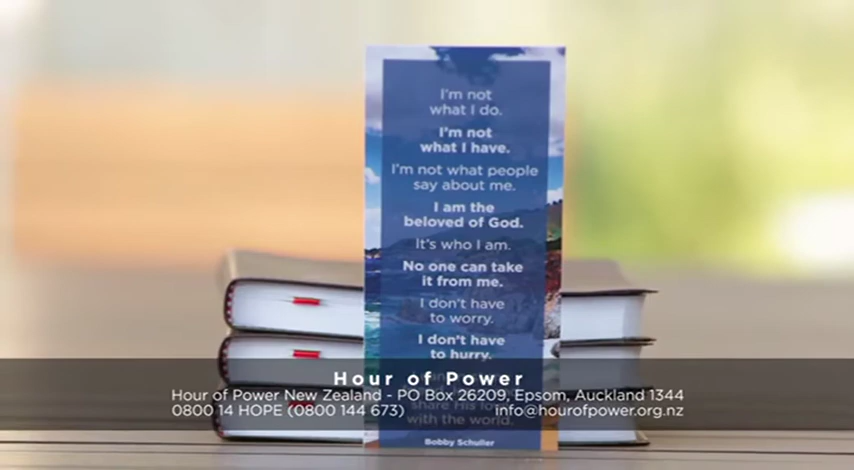 I'm not
what I do.
I'm not
what I have.
I'm not what people
say about me.
I am the
beloved of God.
It's who I am.
No one can take
it from me.
I don't have
to worry.
I don't have
to hurry.
share His
with the world.
Bobby Schuller
Hour of Power
Hour of Power New Zealand - PO Box 26209, Epsom, Auckland 1344
0800 14 HOPE (0800 144 673) info@hourofpower.org.nz